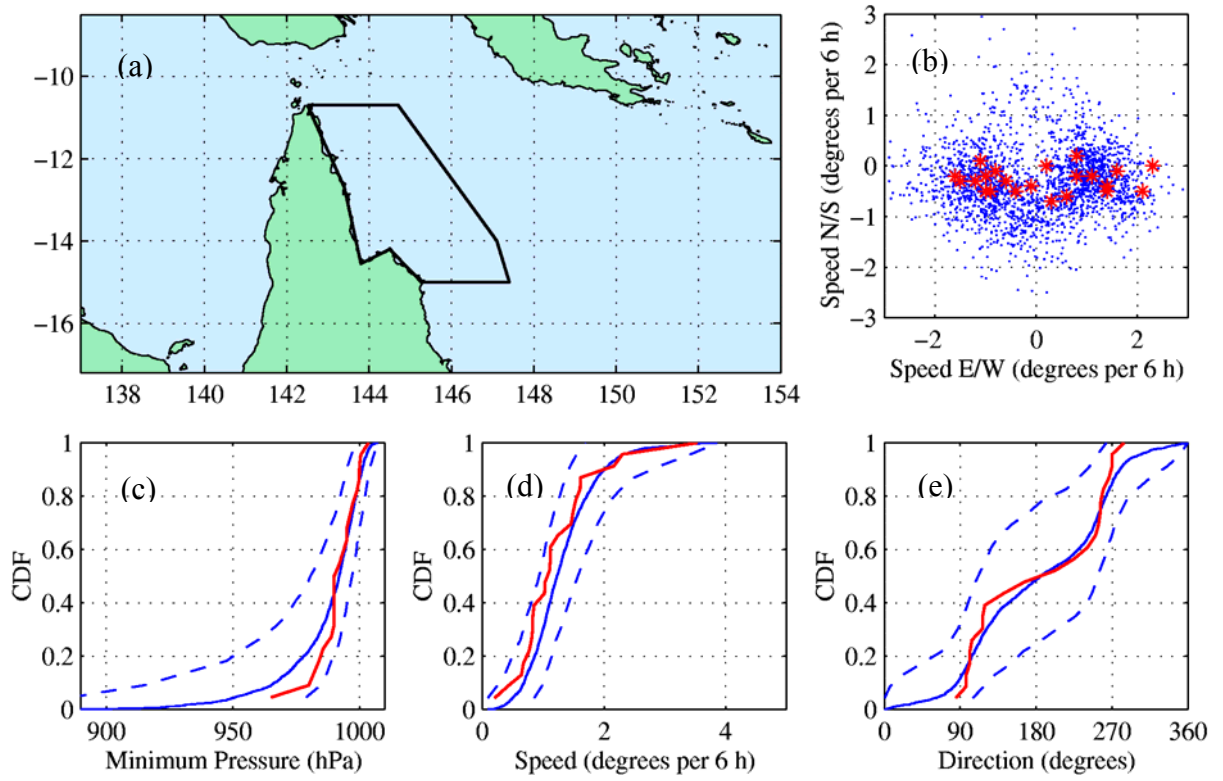 (a)
−10
−12
−14
−16
138 140 142 144 146 148 150 152 154
(b)
3
2
1
0
−1
−2
−3
−2 0 2
Speed N/S (degrees per 6 h)
Speed E/W (degrees per 6 h)
(c)
1
0.8
0.6
0.4
0.2
0
CDF
900 950 1000
Minimum Pressure (hPa)
(d)
1
0.8
0.6
0.4
0.2
0
CDF
0 2 4
Speed (degrees per 6 h)
(e)
1
0.8
0.6
0.4
0.2
0
CDF
0 90 180 270 360
Direction (degrees)